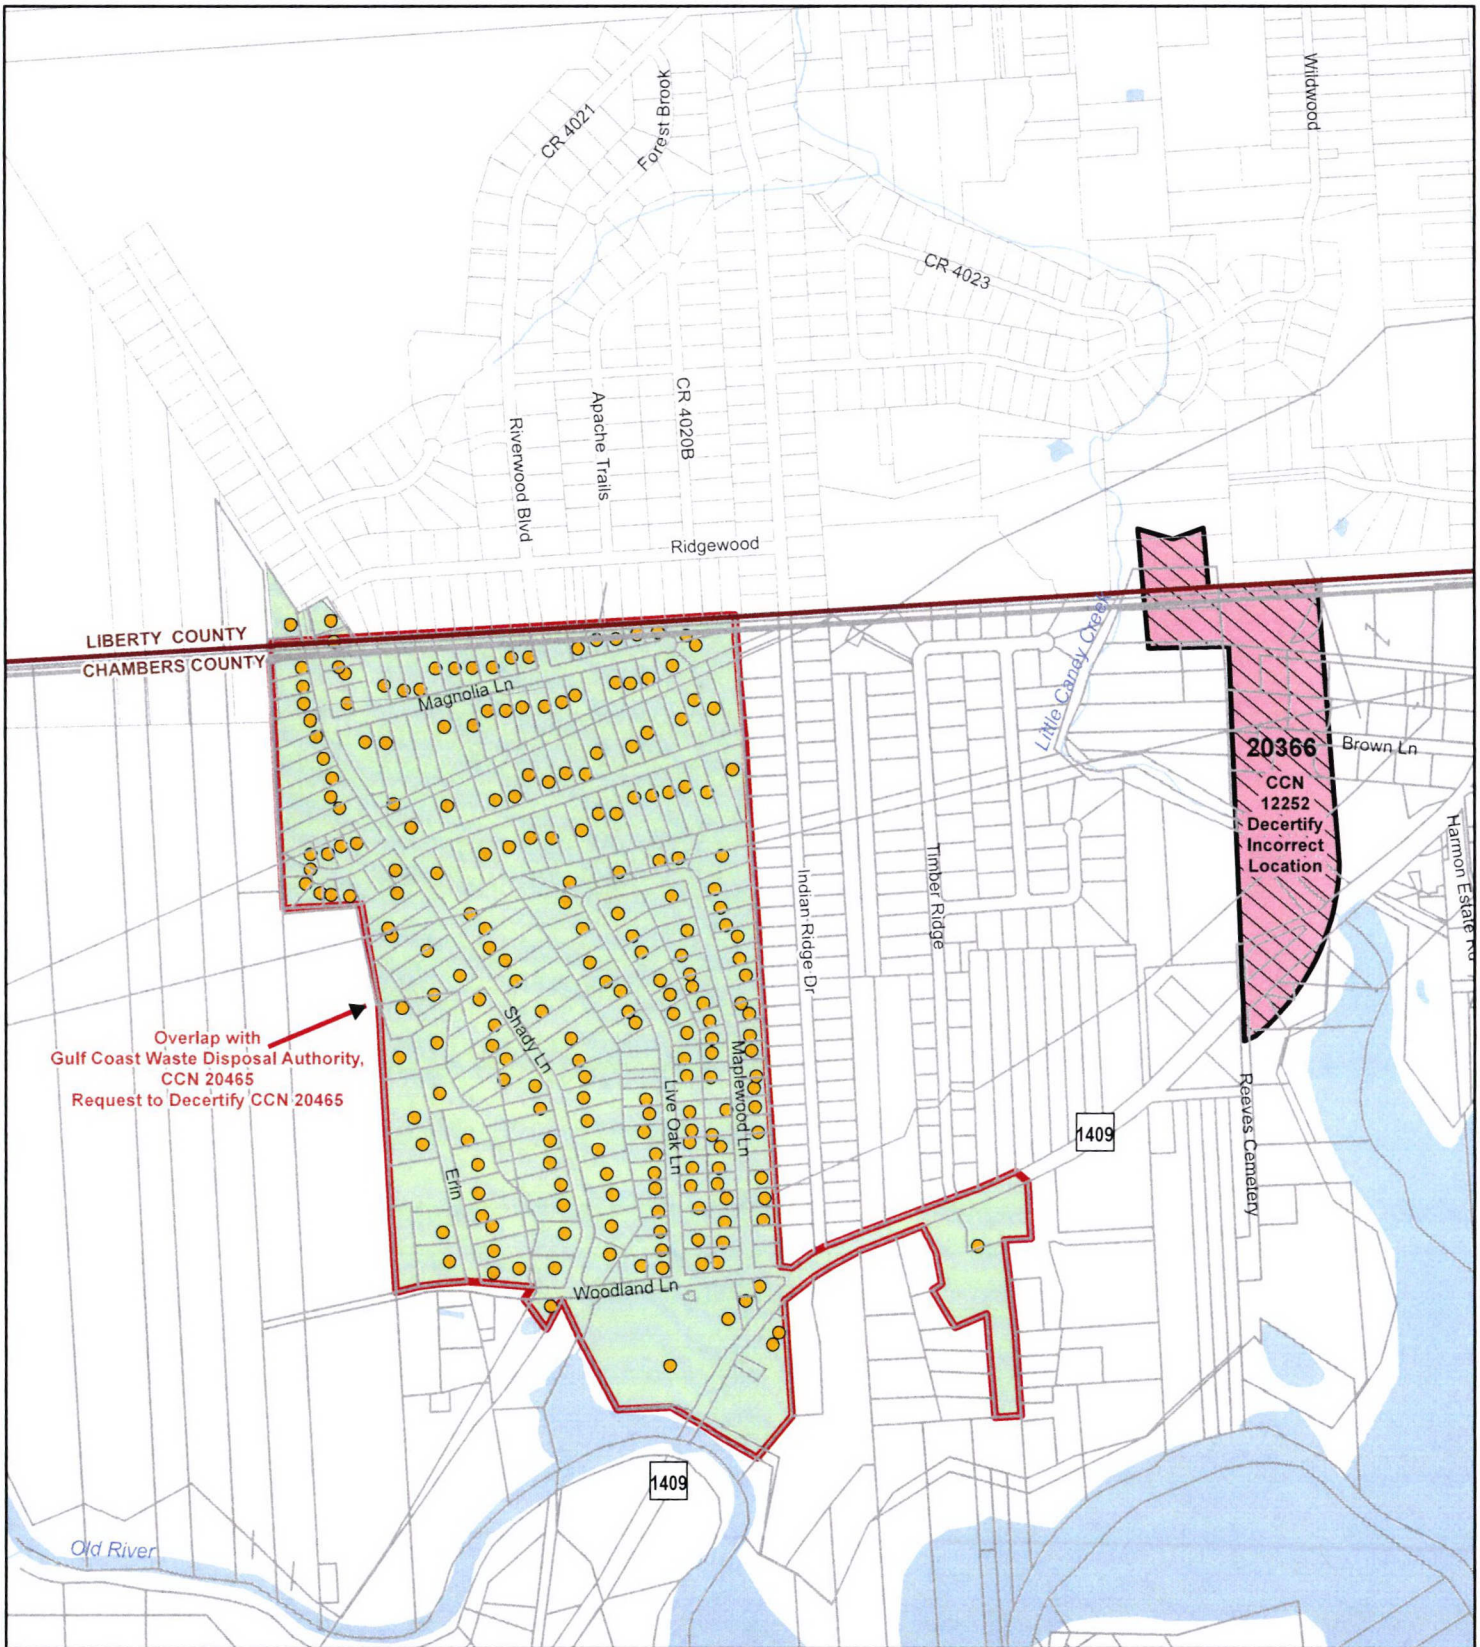 Wildwood
CR 4021
Forest Brook
CR 4023
Riverwood Blvd
Apache Trails
CR 4020B
Ridgewood
LIBERTY COUNTY
CHAMBERS COUNTY
Magnolia Ln
Little Caney Creek
20366
CCN
12252
Decertify
Incorrect
Location
Brown Ln
Harmon Estate Rd
Indian Ridge Dr
Timber Ridge
Overlap with
Gulf Coast Waste Disposal Authority,
CCN 20465
Request to Decertify CCN 20465
Shady Ln
Live Oak Ln
Maplewood Ln
Erin
1409
Reeves Cemetery
Woodland Ln
1409
Old River